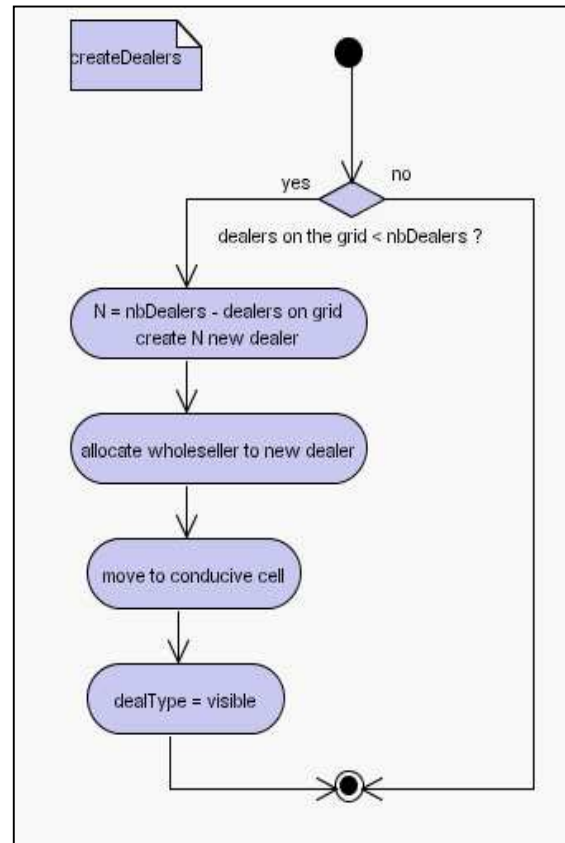 createDealers
yes
no
dealers on the grid < nbDealers ?
N = nbDealers - dealers on grid
create N new dealer
allocate wholeseller to new dealer
move to conducive cell
dealType = visible